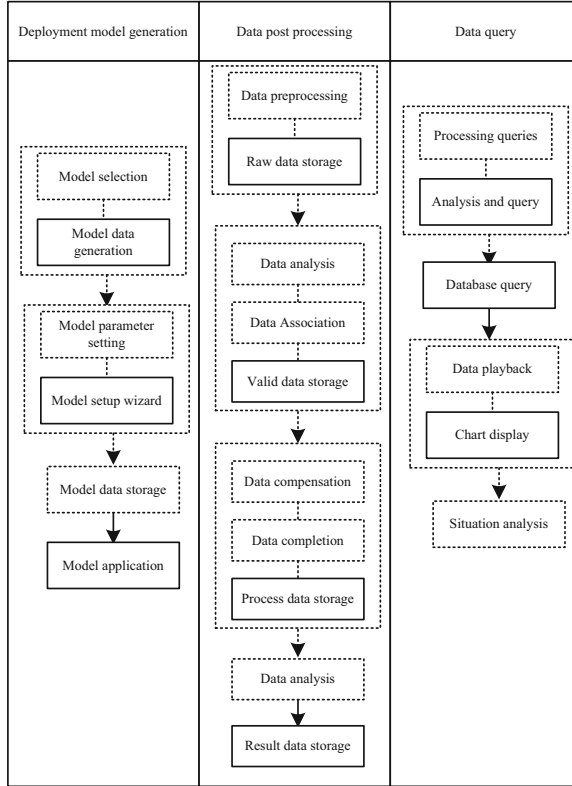 Deployment model generation
Data post processing
Data query
Model selection
Model data
generation
Model parameter
setting
Model setup wizard
Model data storage
Model application
Data preprocessing
Raw data storage
Data analysis
Data Association
Valid data storage
Data compensation
Data completion
Process data storage
Data analysis
Result data storage
Processing queries
Analysis and query
Database query
Data playback
Chart display
Situation analysis